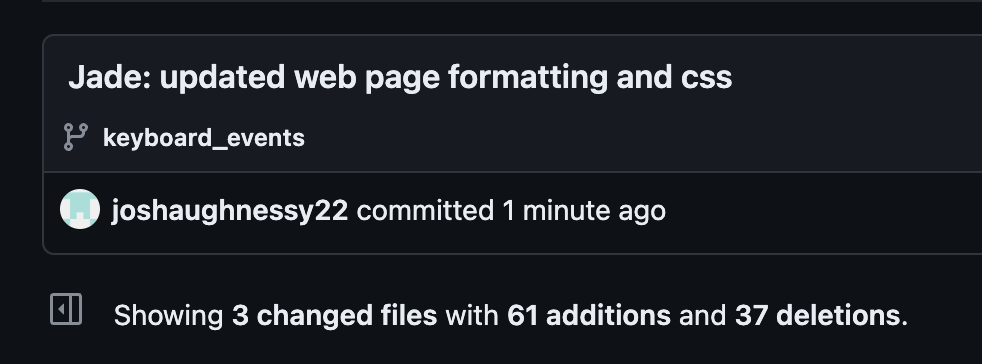 Jade: updated web page formatting and css
keyboard_events
joshaughnessy22 committed 1 minute ago
Showing 3 changed files with 61 additions and 37 deletions.